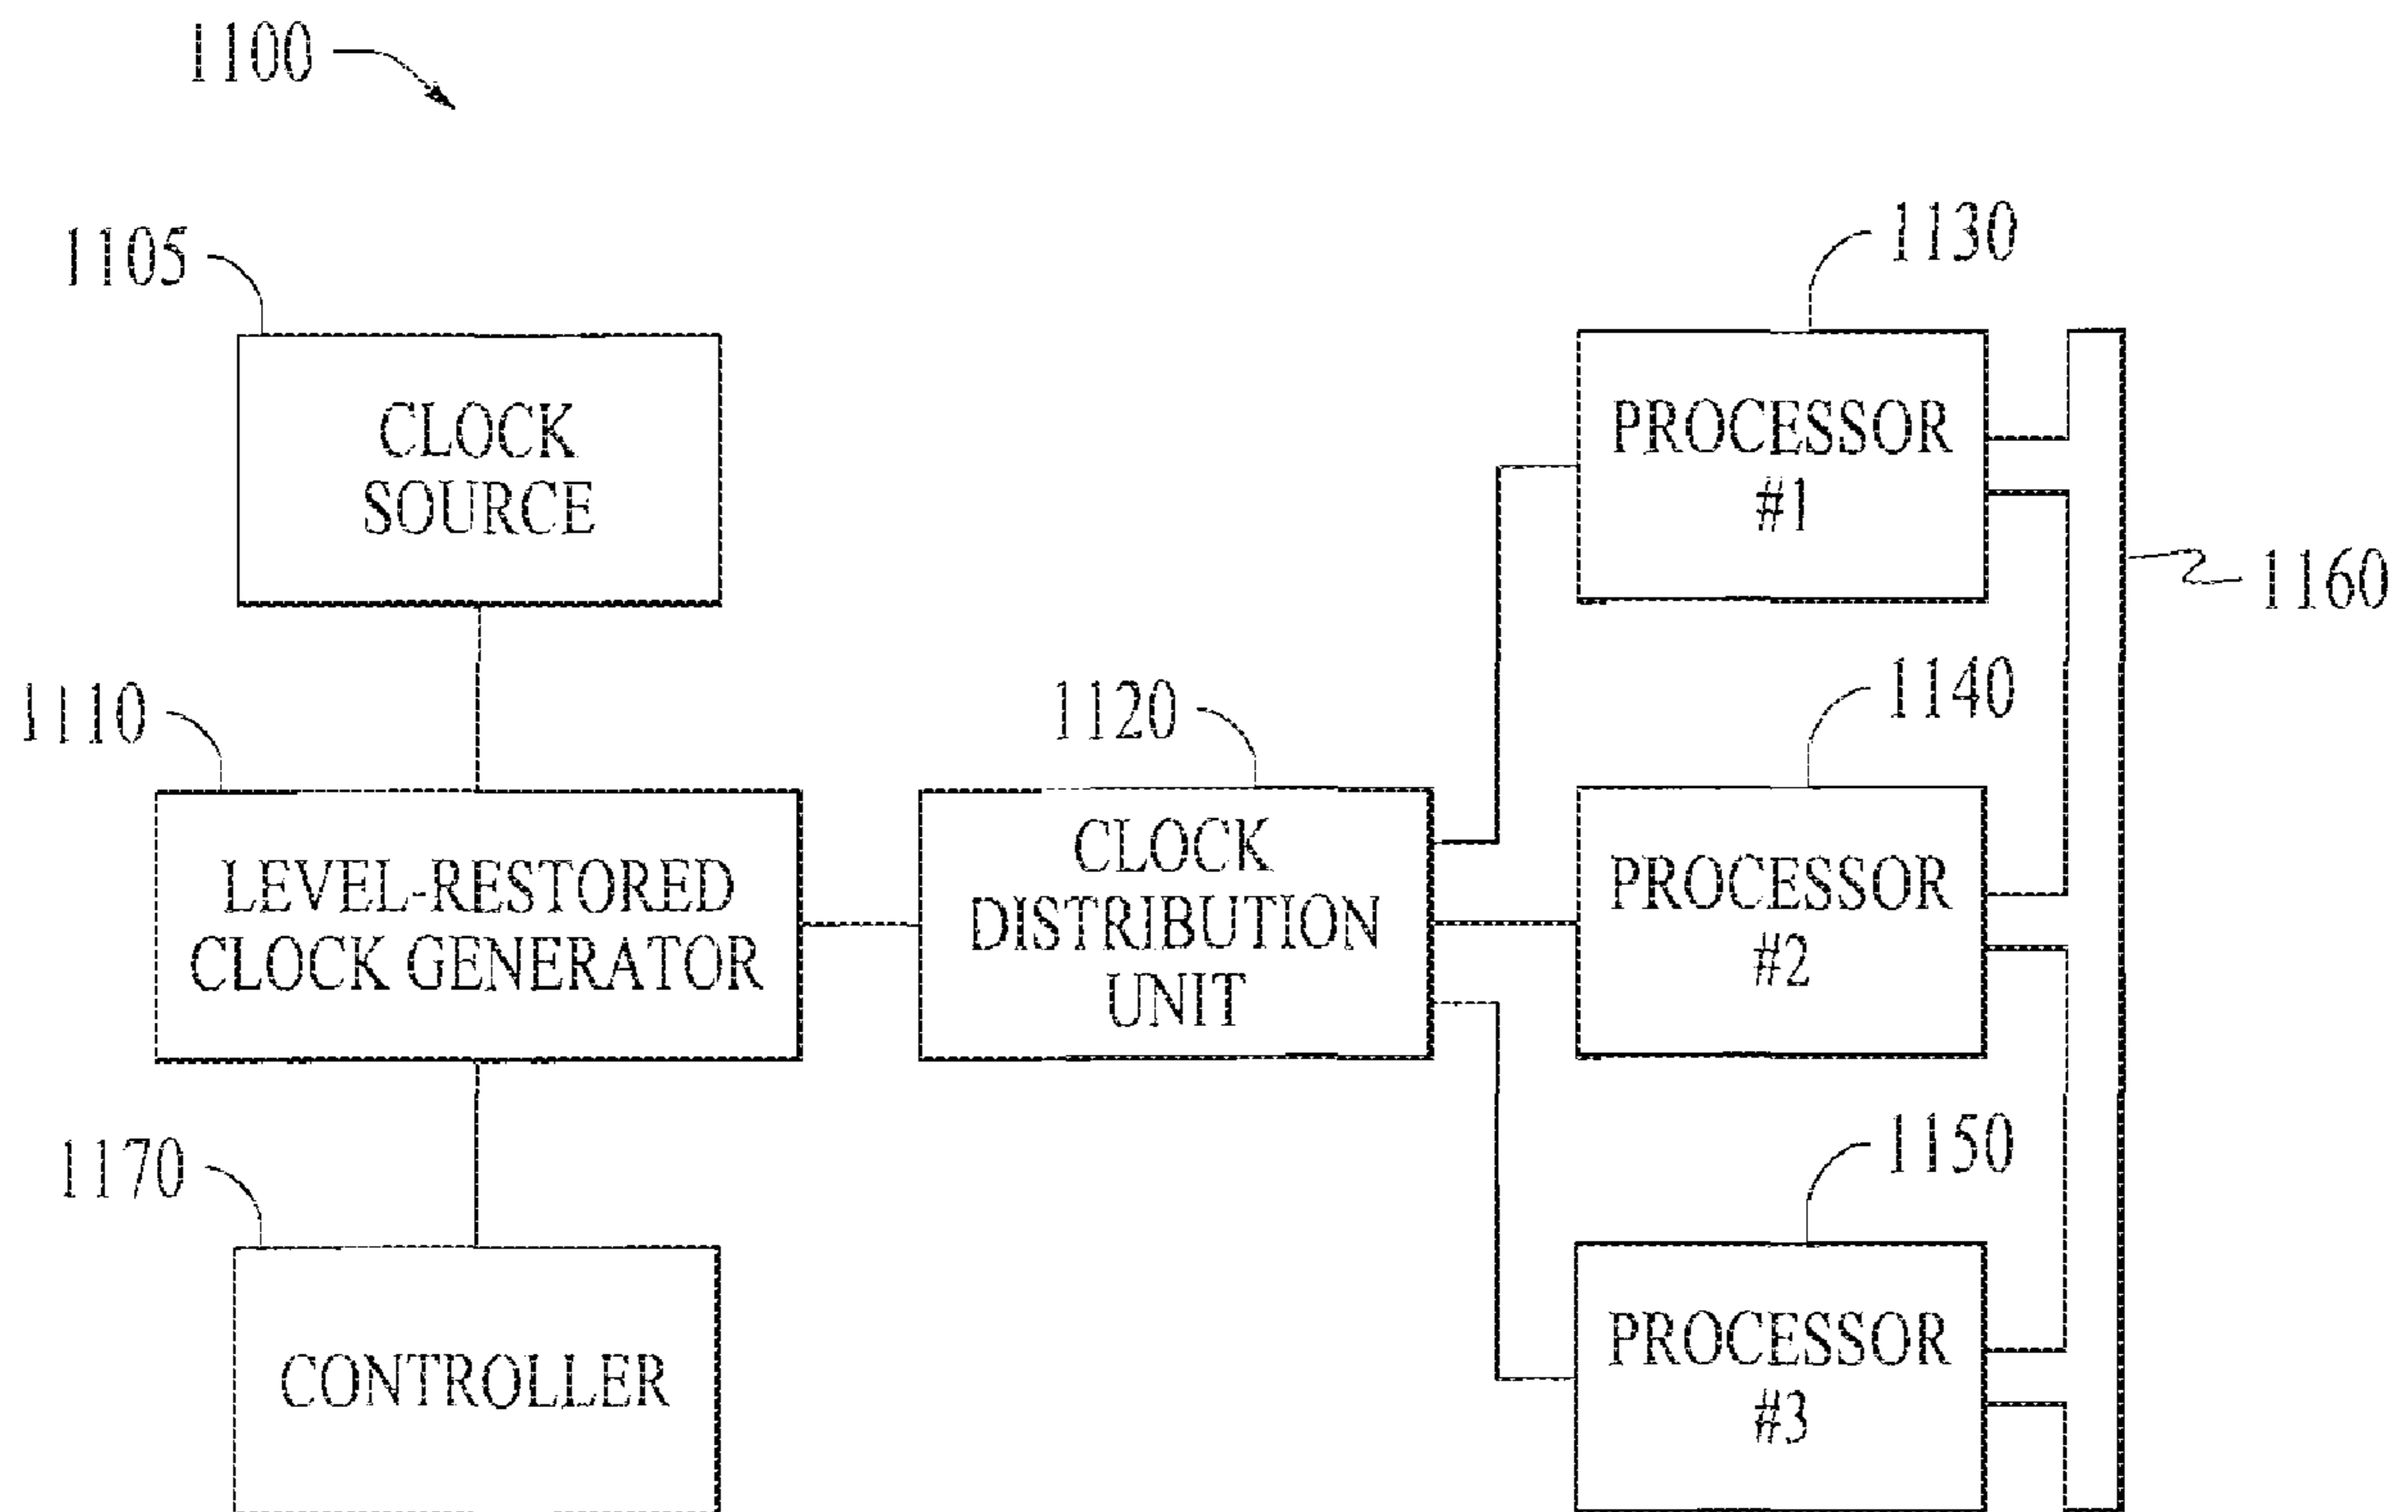 1100
1105
CLOCK
SOURCE
1130
PROCESSOR
#1
1160
1110
LEVEL-RESTORED
CLOCK GENERATOR
1120
CLOCK
DISTRIBUTION
UNIT
1140
PROCESSOR
#2
1170
CONTROLLER
1150
PROCESSOR
#3